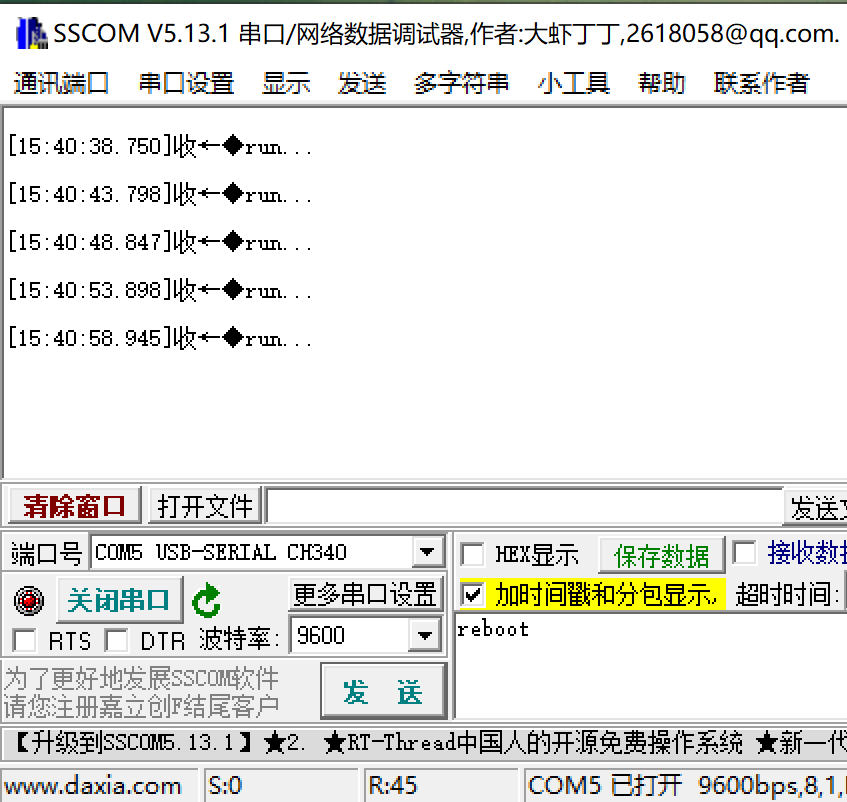 SSCOM V5.13.1 串口/网络数据调试器,作者:大虾丁丁,2618058@qq.com.
通讯端口 串口设置 显示 发送 多字符串 小工具 帮助 联系作者
[15:40:38.750]收←◆run...
[15:40:43.798]收←◆run...
[15:40:48.847]收←◆run...
[15:40:53.898]收←◆run...
[15:40:58.945]收←◆run...
清除窗口 打开文件 发送文
端口号 COM5 USB-SERIAL CH340 HEX显示 保存数据 接收数据
关闭串口 更多串口设置 加时间戳和分包显示, 超时时间:
RTS DTR 波特率: 9600
reboot
为了更好地发展SSCOM软件
请您注册嘉立创F结尾客户
发 送
【升级到SSCOM5.13.1】★2. ★RT-Thread中国人的开源免费操作系统 ★新一代
www.daxia.com S:0 R:45 COM5 已打开 9600bps,8,1,